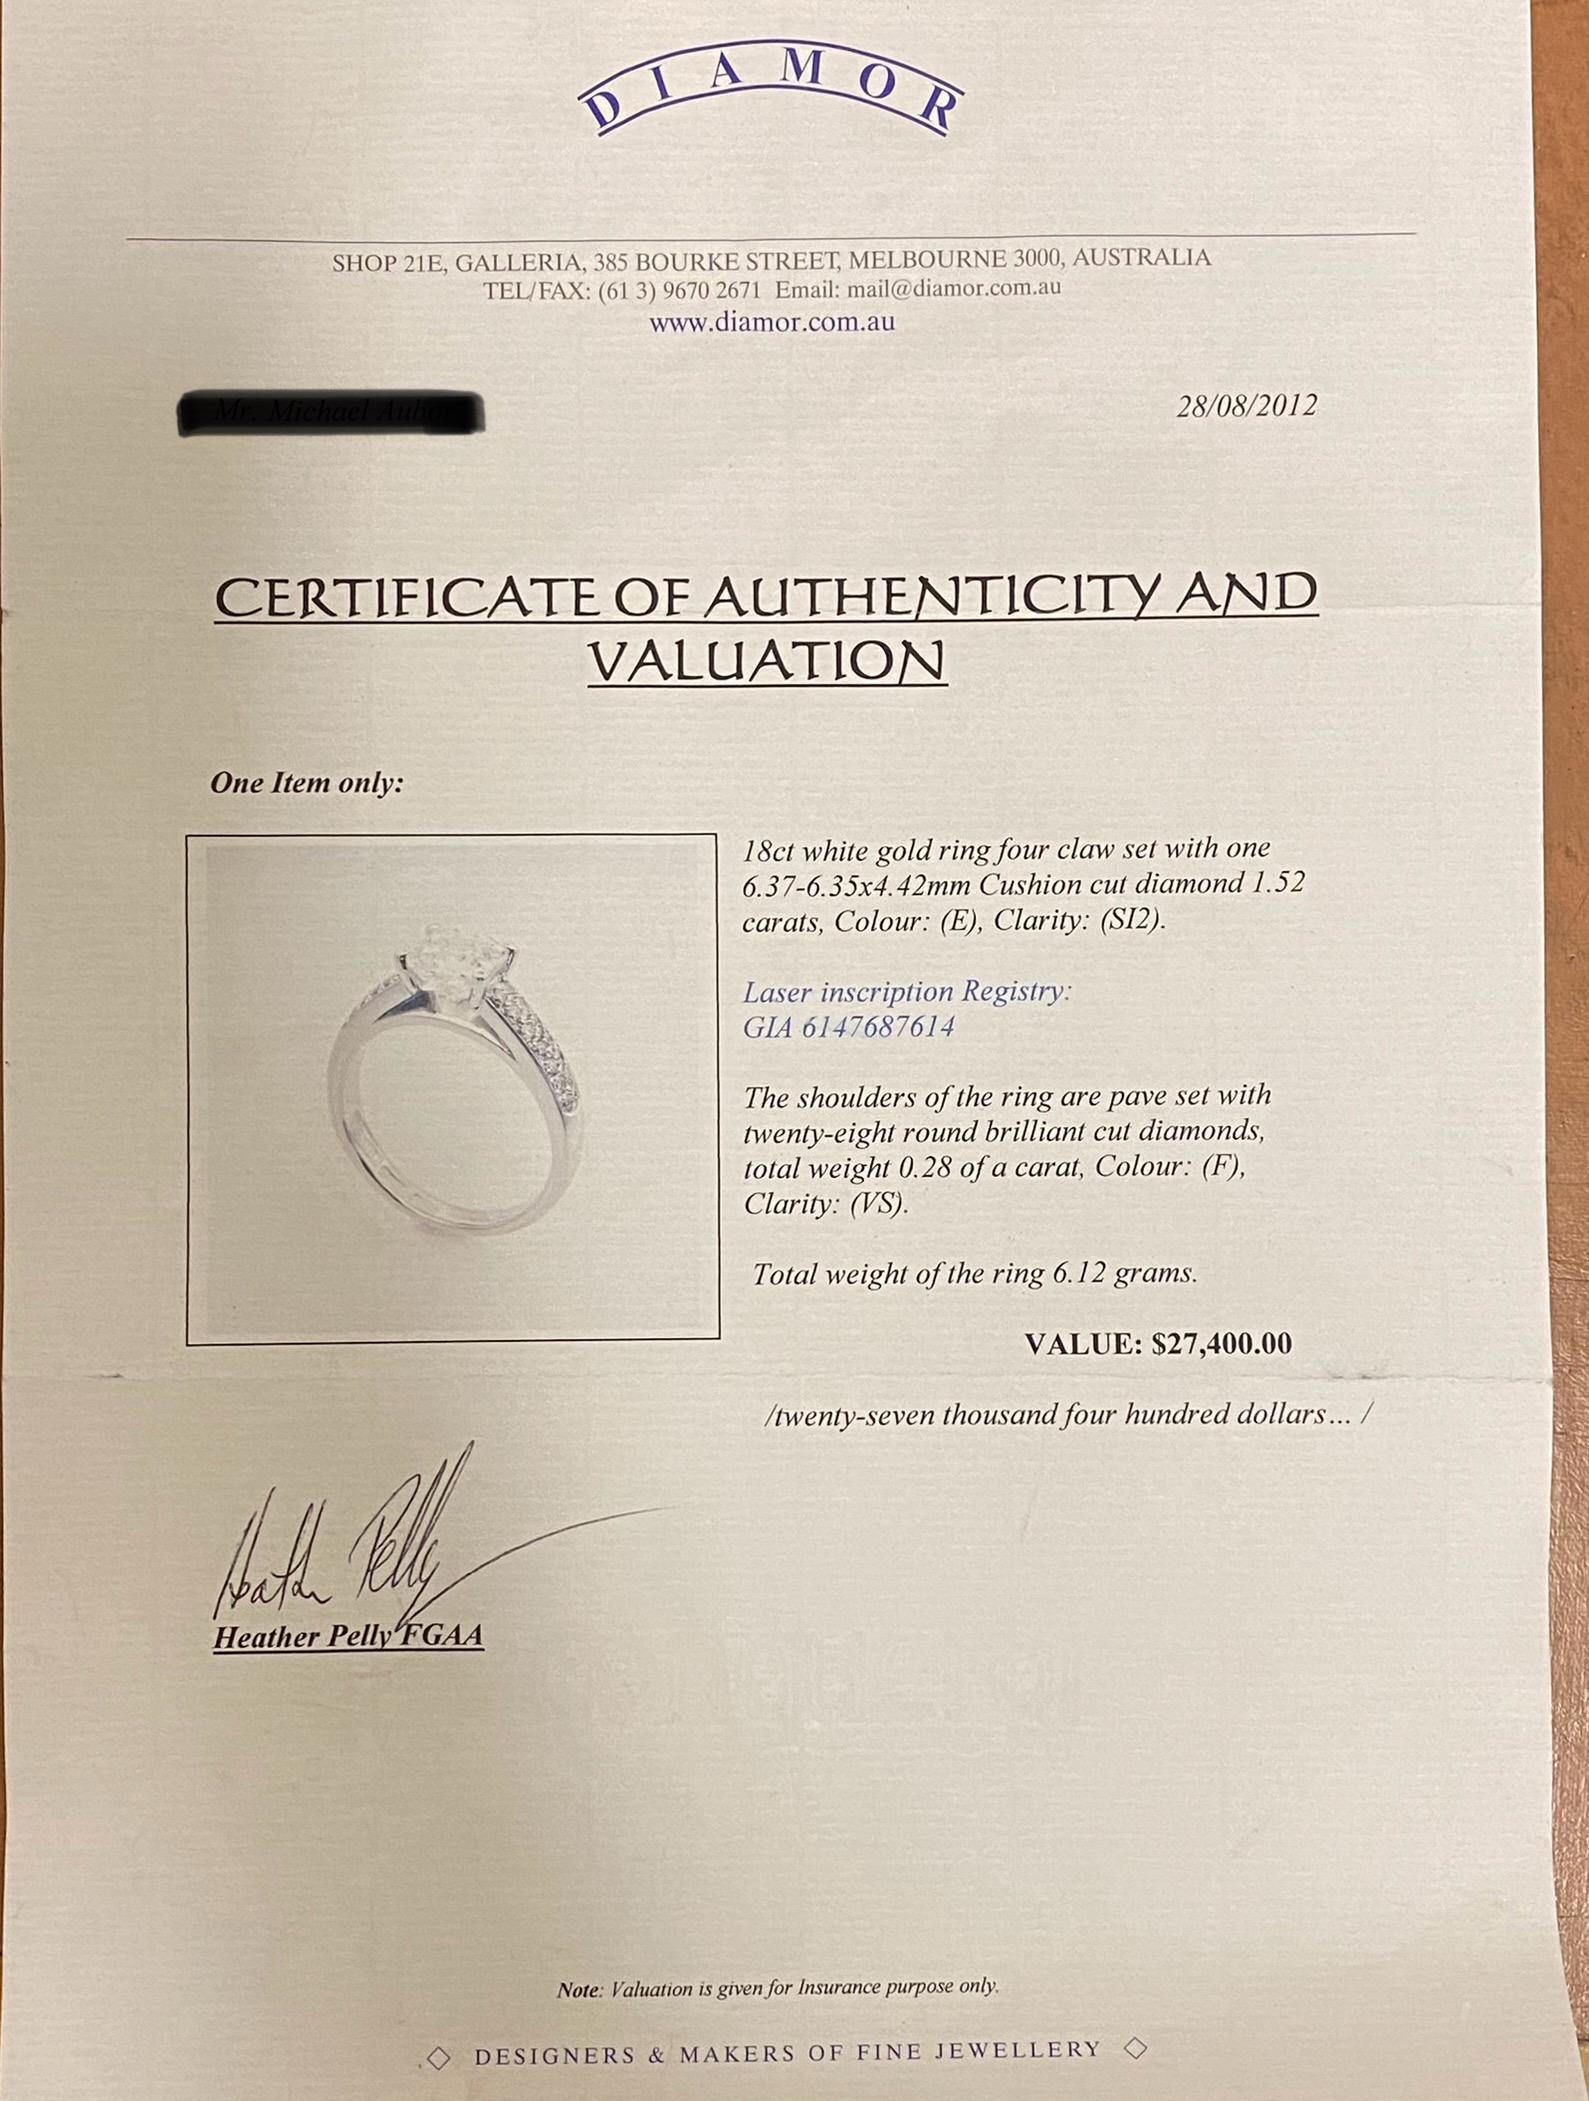 DIAMOR
SHOP 21E, GALLERIA, 385 BOURKE STREET, MELBOURNE 3000, AUSTRALIA
TEL/FAX: (61 3) 9670 2671 Email: mail@diamor.com.au
www.diamor.com.au
28/08/2012
CERTIFICATE OF AUTHENTICITY AND
VALUATION
One Item only:
18ct white gold ring four claw set with one
6.37-6.35x4.42mm Cushion cut diamond 1.52
carats, Colour: (E), Clarity: (SI2).
Laser inscription Registry:
GIA 6147687614
The shoulders of the ring are pave set with
twenty-eight round brilliant cut diamonds,
total weight 0.28 of a carat, Colour: (F),
Clarity: (VS).
Total weight of the ring 6.12 grams.
VALUE: $27,400.00
/twenty-seven thousand four hundred dollars... /
Heather Pelly
Heather Pelly FGAA
Note: Valuation is given for Insurance purpose only.
◇ DESIGNERS & MAKERS OF FINE JEWELLERY ◇